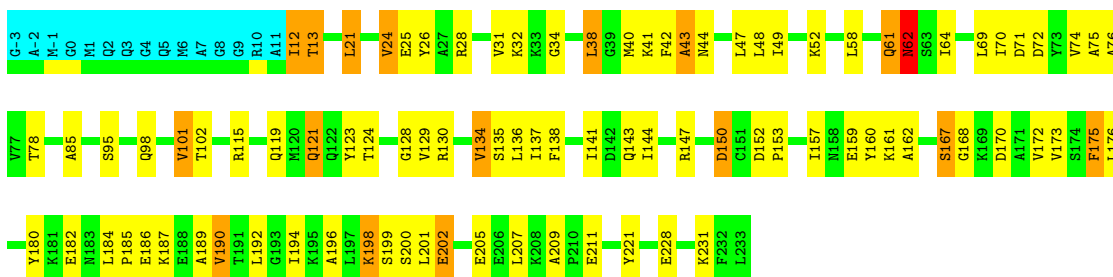 G-3 A-2 M-1 G0 M1 Q2 Q3 G4 Q5 M6 A7 G8 G9 R10 A11 I12 T13 L21 V24 E25 Y26 A27 R28 V31 K32 K33 G34 L38 G39 M40 K41 F42 A43 N44 L47 L48 I49 K52 L58 Q61 N62 S63 I64 L69 I70 D71 D72 Y73 V74 A75 A76
V77 T78 A85 S95 Q98 V101 T102 R115 Q119 M120 Q121 Q122 Y123 T124 G128 V129 R130 V134 S135 L136 I137 F138 I141 D142 Q143 I144 R147 D150 C151 D152 P153 I157 N158 E159 Y160 K161 A162 S167 G168 K169 D170 A171 V172 V173 S174 F175 L176
Y180 K181 E182 N183 L184 P185 E186 K187 E188 A189 V190 T191 L192 G193 I194 K195 A196 L197 K198 S199 S200 L201 E202 E205 E206 L207 K208 A209 P210 E211 Y221 E228 K231 F232 L233